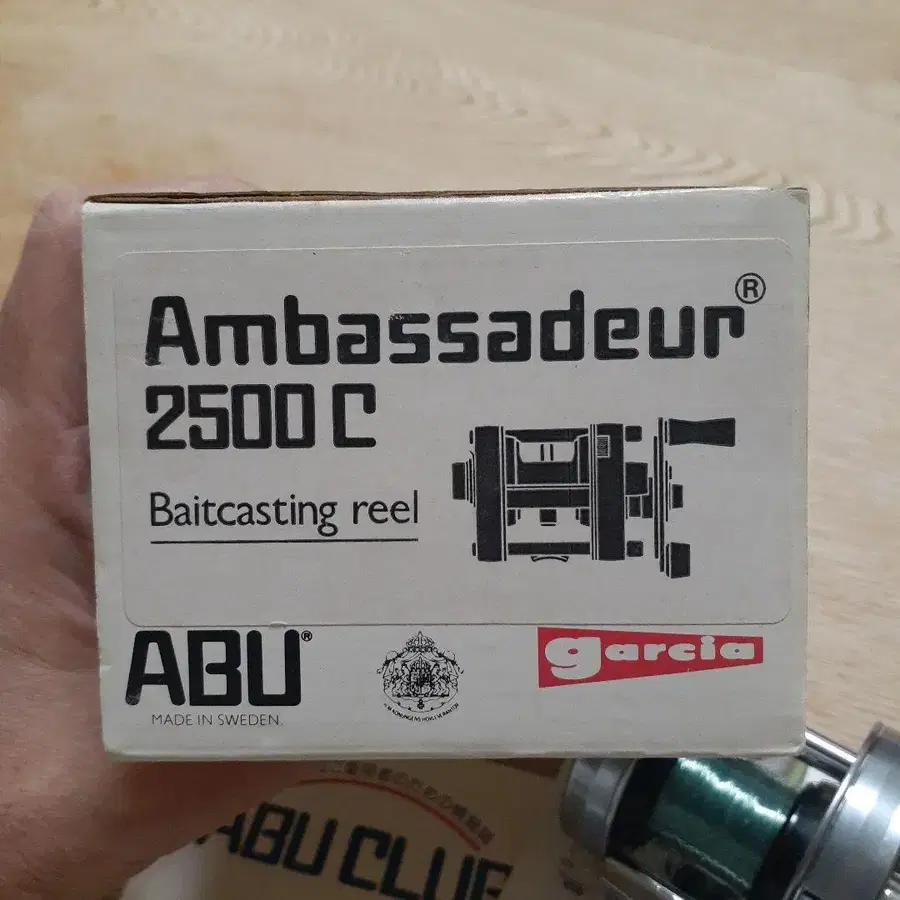 Ambassadeur®
2500 C
Baitcasting reel
ABU®
MADE IN SWEDEN.
garcia
ABU CLUB